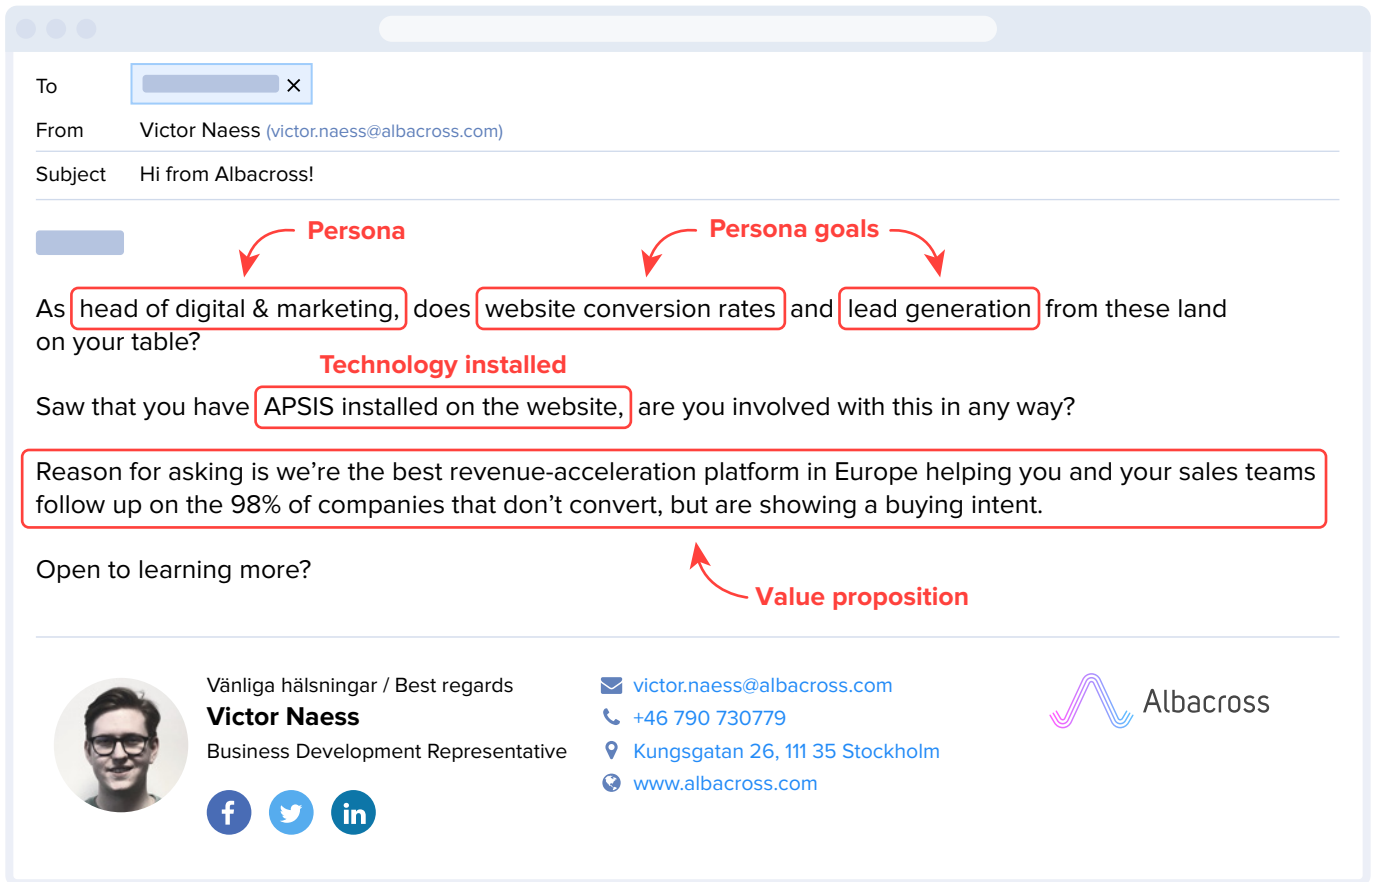 To
From Victor Naess (victor.naess@albacross.com)
Subject Hi from Albacross!
Persona
Persona goals
As head of digital & marketing, does website conversion rates and lead generation from these land
on your table?
Technology installed
Saw that you have APSIS installed on the website, are you involved with this in any way?
Reason for asking is we’re the best revenue-acceleration platform in Europe helping you and your sales teams
follow up on the 98% of companies that don’t convert, but are showing a buying intent.
Open to learning more?
Value proposition
Vänliga hälsningar / Best regards
Victor Naess
Business Development Representative
victor.naess@albacross.com
+46 790 730779
Kungsgatan 26, 111 35 Stockholm
www.albacross.com
Albacross